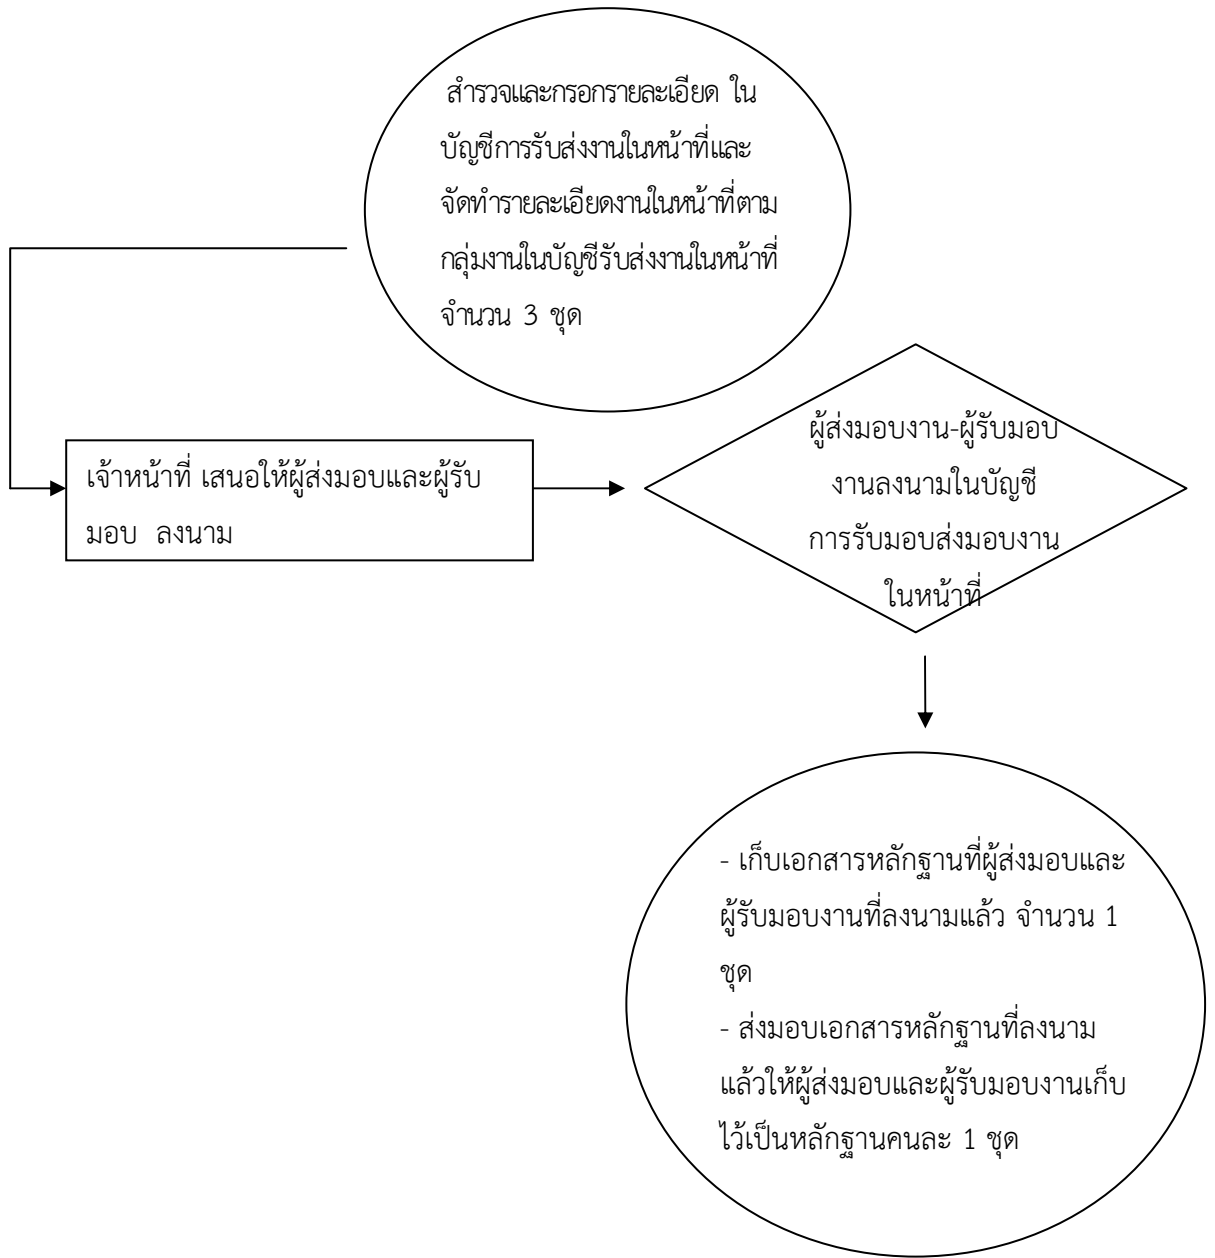 สำรวจและกรอกรายละเอียด ใน
บัญชีการรับส่งงานในหน้าที่และ
จัดทำรายละเอียดงานในหน้าที่ตาม
กลุ่มงานในบัญชีรับส่งงานในหน้าที่
จำนวน 3 ชุด
เจ้าหน้าที่ เสนอให้ผู้ส่งมอบและผู้รับ
มอบ ลงนาม
ผู้ส่งมอบงาน-ผู้รับมอบ
งานลงนามในบัญชี
การรับมอบส่งมอบงาน
ในหน้าที่
- เก็บเอกสารหลักฐานที่ผู้ส่งมอบและ
ผู้รับมอบงานที่ลงนามแล้ว จำนวน 1
ชุด
- ส่งมอบเอกสารหลักฐานที่ลงนาม
แล้วให้ผู้ส่งมอบและผู้รับมอบงานเก็บ
ไว้เป็นหลักฐานคนละ 1 ชุด